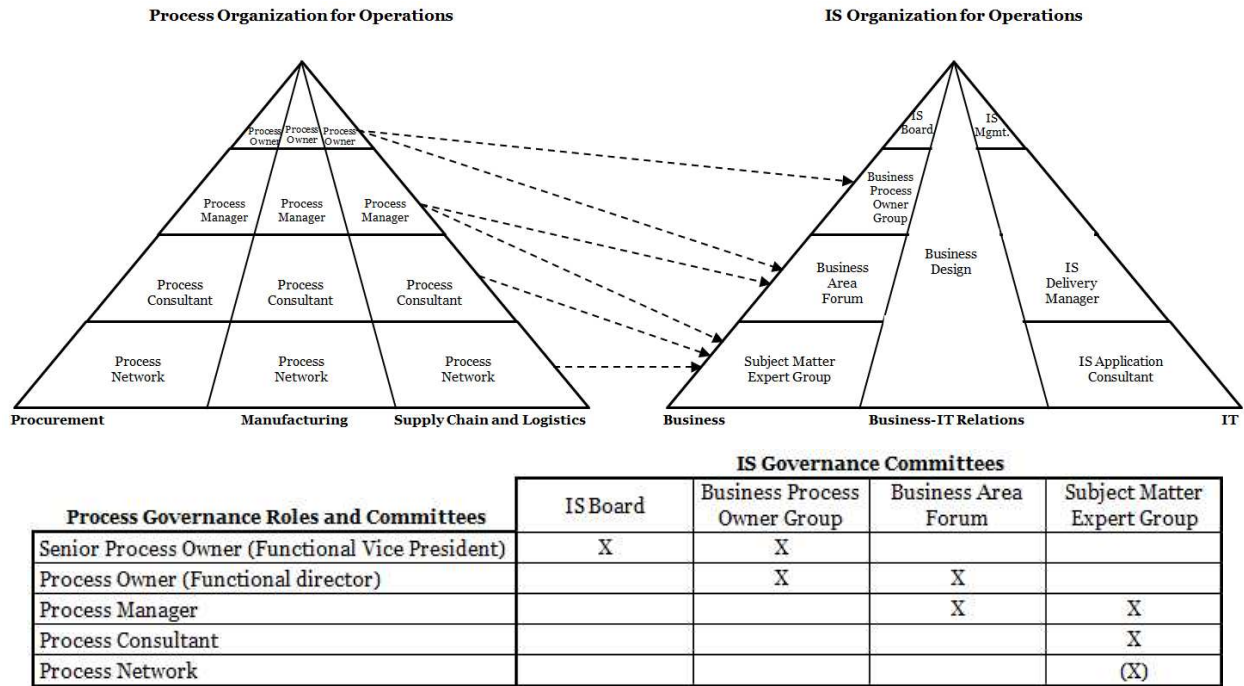 Process Organization for Operations
IS Organization for Operations
Process
Owner
Process
Owner
Process
Owner
Process
Manager
Process
Manager
Process
Manager
Process
Consultant
Process
Consultant
Process
Consultant
Process
Network
Process
Network
Process
Network
Procurement
Manufacturing
Supply Chain and Logistics
IS
Board
IS
Mgmt.
Business
Process
Owner
Group
Business
Area
Forum
Business
Design
IS
Delivery
Manager
Subject Matter
Expert Group
IS Application
Consultant
Business
Business-IT Relations
IT
IS Governance Committees
Process Governance Roles and Committees
IS Board
Business Process
Owner Group
Business Area
Forum
Subject Matter
Expert Group
Senior Process Owner (Functional Vice President) X X
Process Owner (Functional director) X X
Process Manager X X
Process Consultant X
Process Network (X)